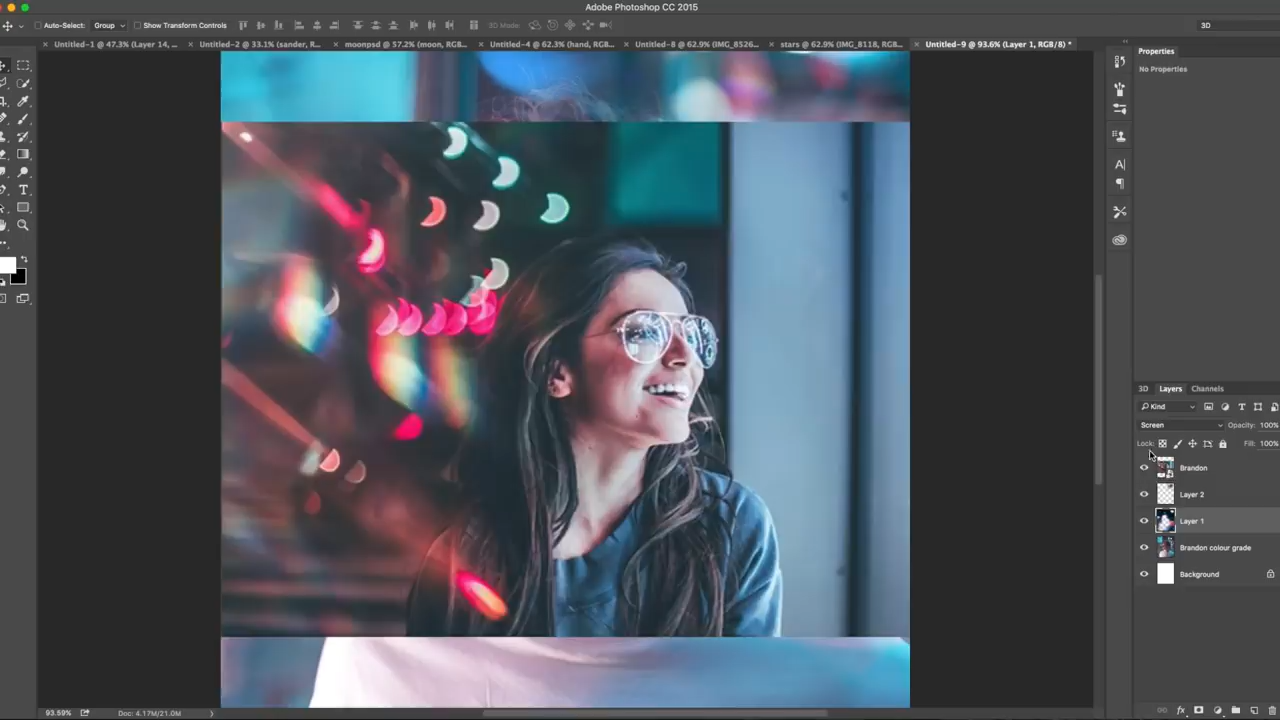 Adobe Photoshop CC 2015
Auto-Select: Group Show Transform Controls 3D Mode: 3D
Untitled-1 @ 47.3% (Layer 14, ... Untitled-2 @ 33.1% (sander, R... moonpsd @ 57.2% (moon, RGB... Untitled-4 @ 62.3% (hand, RGB... Untitled-8 @ 62.9% (IMG_8526... stars @ 62.9% (IMG_8118, RGB... Untitled-9 @ 93.6% (Layer 1, RGB/8) *
Properties
No Properties
3D Layers Channels
Kind
Screen Opacity: 100%
Lock: Fill: 100%
Brandon
Layer 2
Layer 1
Brandon colour grade
Background
93.59% Doc: 4.17M/21.0M